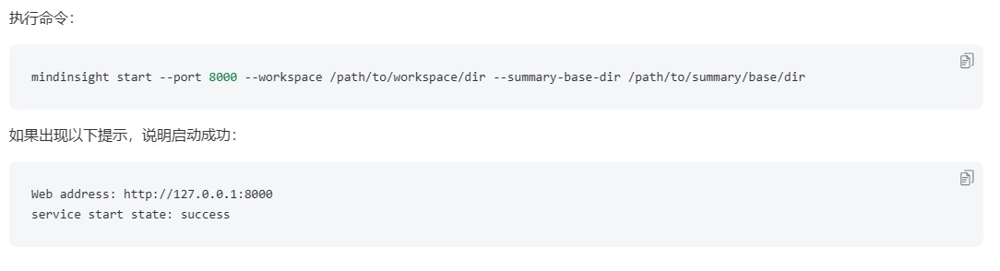 执行命令：
mindinsight start --port 8000 --workspace /path/to/workspace/dir --summary-base-dir /path/to/summary/base/dir
如果出现以下提示，说明启动成功：
Web address: http://127.0.0.1:8000
service start state: success